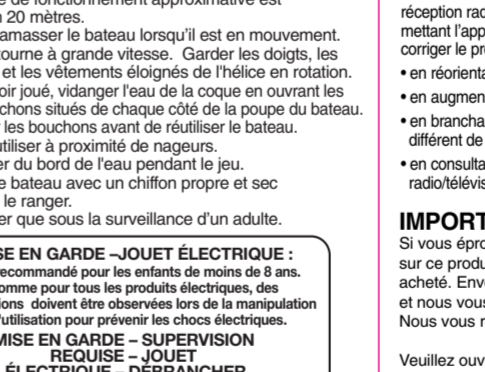 de fonctionnement approximative est
20 mètres.
amasser le bateau lorsqu'il est en mouvement.
tourne à grande vitesse. Garder les doigts, les
et les vêtements éloignés de l'hélice en rotation.
oir joué, vidanger l'eau de la coque en ouvrant les
chons situés de chaque côté de la poupe du bateau.
les bouchons avant de réutiliser le bateau.
utiliser à proximité de nageurs.
er du bord de l'eau pendant le jeu.
e bateau avec un chiffon propre et sec
le ranger.
er que sous la surveillance d'un adulte.
SE EN GARDE –JOUET ÉLECTRIQUE :
recommandé pour les enfants de moins de 8 ans.
omme pour tous les produits électriques, des
ions doivent être observées lors de la manipulation
'utilisation pour prévenir les chocs électriques.
MISE EN GARDE – SUPERVISION
REQUISE – JOUET
ÉLECTRIQUE – DÉBRANCHER
réception rad
mettant l'app
corriger le pr
• en réorienta
• en augmen
• en brancha
différent de
• en consulta
radio/télévis
IMPORT
Si vous épro
sur ce produ
acheté. Env
et nous vous
Nous vous r
Veuillez ouv